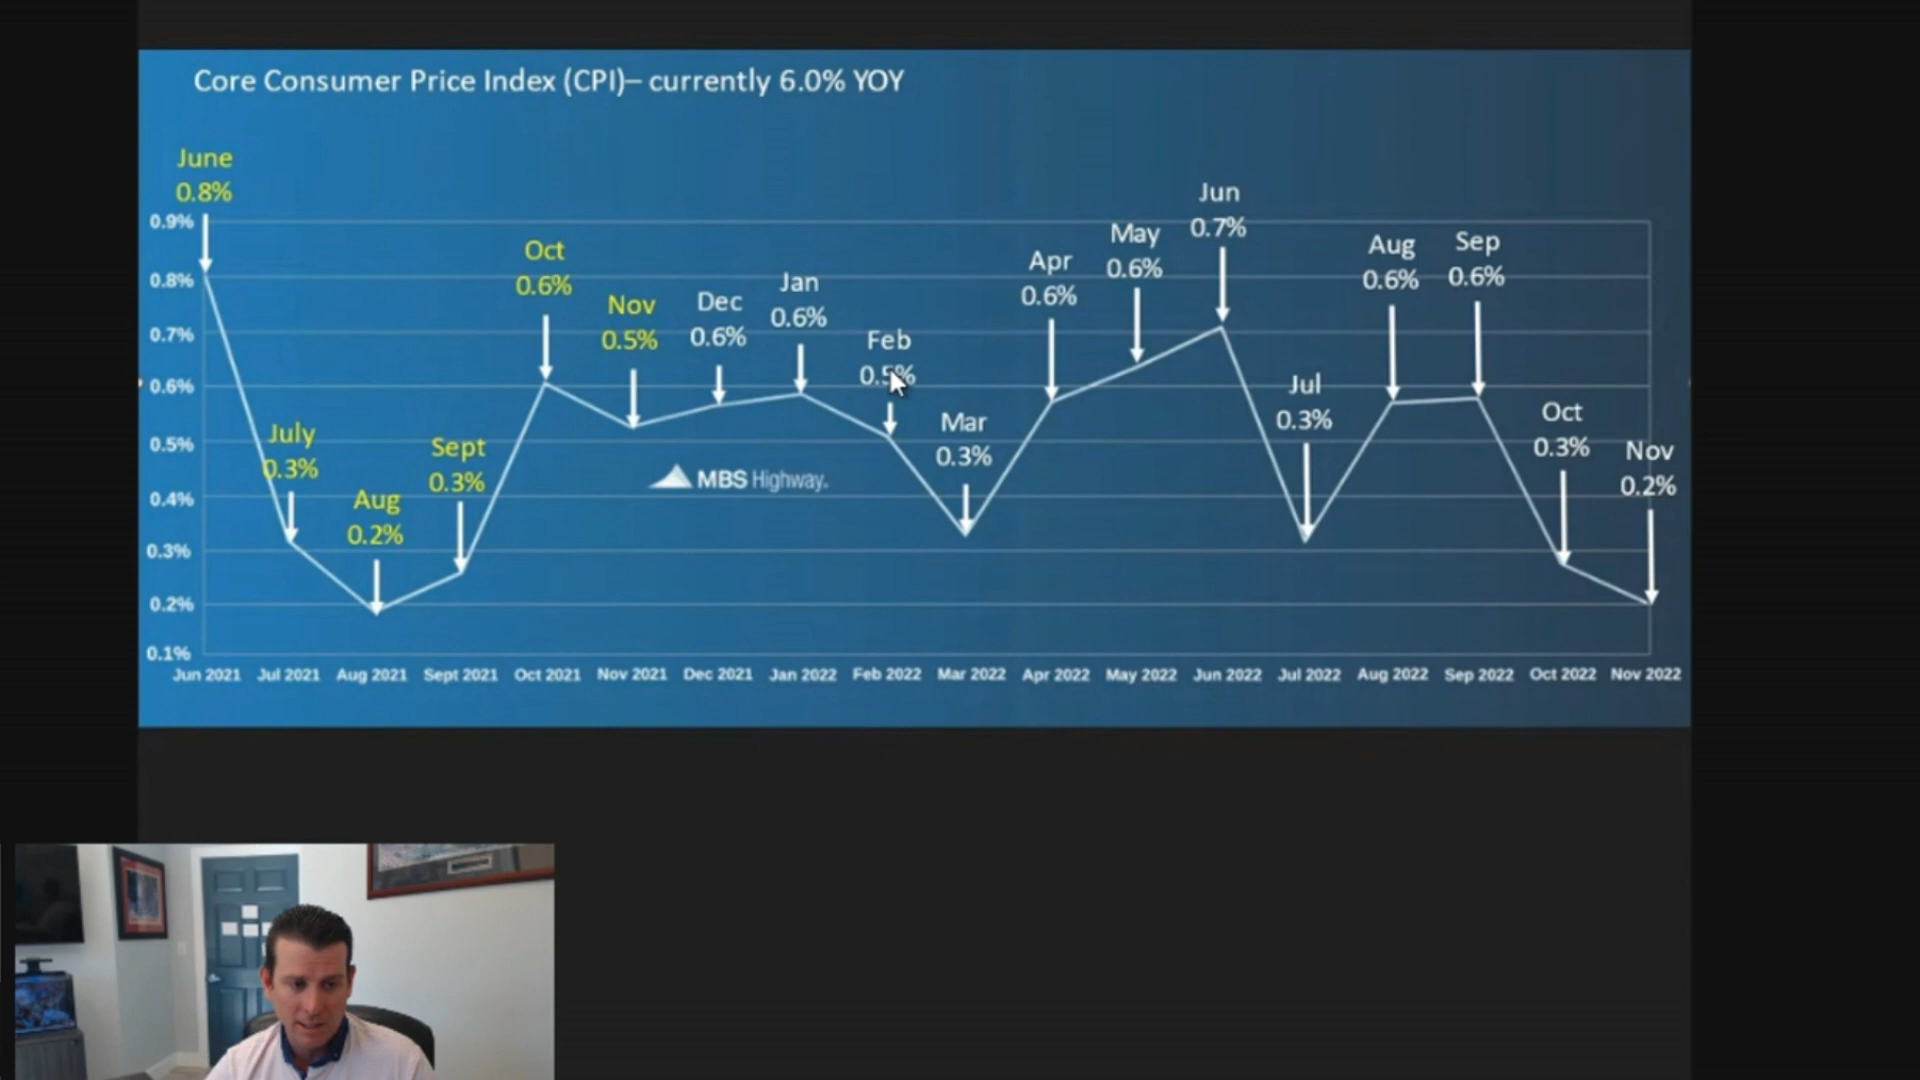 Core Consumer Price Index (CPI)– currently 6.0% YOY
June
0.8%
July
0.3%
Aug
0.2%
Sept
0.3%
Oct
0.6%
Nov
0.5%
Dec
0.6%
Jan
0.6%
Feb
0.5%
Mar
0.3%
Apr
0.6%
May
0.6%
Jun
0.7%
Jul
0.3%
Aug
0.6%
Sep
0.6%
Oct
0.3%
Nov
0.2%
0.9%
0.8%
0.7%
0.6%
0.5%
0.4%
0.3%
0.2%
0.1%
MBS Highway
Jun 2021 Jul 2021 Aug 2021 Sept 2021 Oct 2021 Nov 2021 Dec 2021 Jan 2022 Feb 2022 Mar 2022 Apr 2022 May 2022 Jun 2022 Jul 2022 Aug 2022 Sep 2022 Oct 2022 Nov 2022